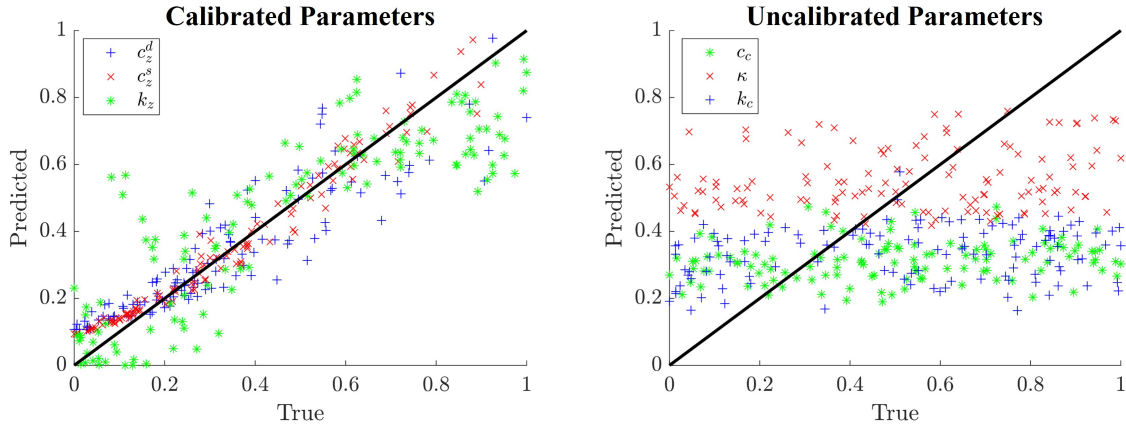 Calibrated Parameters
1
0.8
0.6
0.4
0.2
0
Predicted
c_z^d
c_z^s
k_z
0 0.2 0.4 0.6 0.8 1
True
Uncalibrated Parameters
1
0.8
0.6
0.4
0.2
0
Predicted
c_c
κ
k_c
0 0.2 0.4 0.6 0.8 1
True